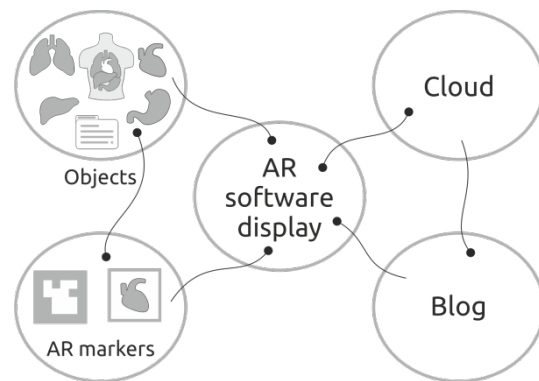 Objects
AR markers
AR
software
display
Cloud
Blog